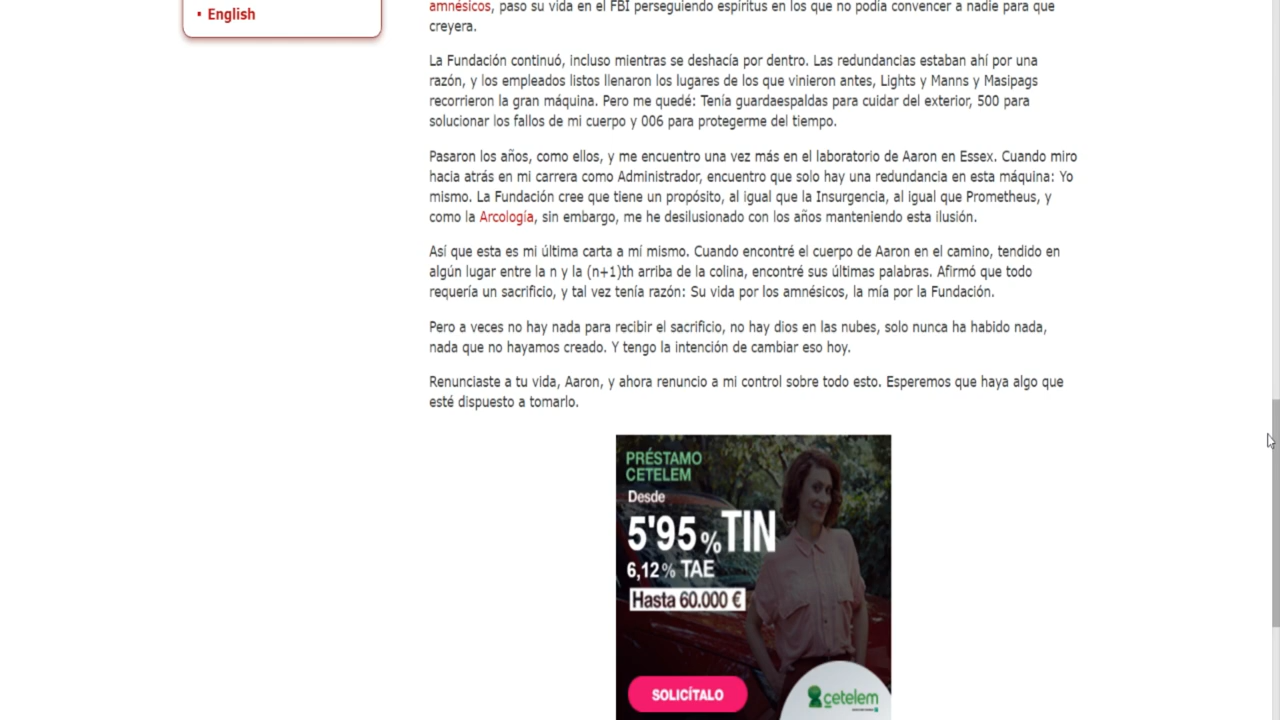 • English
amnésicos, paso su vida en el FBI persiguiendo espíritus en los que no podía convencer a nadie para que
creyera.
La Fundación continuó, incluso mientras se deshacía por dentro. Las redundancias estaban ahí por una
razón, y los empleados listos llenaron los lugares de los que vinieron antes, Lights y Manns y Masipags
recorrieron la gran máquina. Pero me quedé: Tenía guardaespaldas para cuidar del exterior, 500 para
solucionar los fallos de mi cuerpo y 006 para protegerme del tiempo.
Pasaron los años, como ellos, y me encuentro una vez más en el laboratorio de Aaron en Essex. Cuando miro
hacia atrás en mi carrera como Administrador, encuentro que solo hay una redundancia en esta máquina: Yo
mismo. La Fundación cree que tiene un propósito, al igual que la Insurgencia, al igual que Prometheus, y
como la Arcología, sin embargo, me he desilusionado con los años manteniendo esta ilusión.
Así que esta es mi última carta a mí mismo. Cuando encontré el cuerpo de Aaron en el camino, tendido en
algún lugar entre la n y la (n+1)th arriba de la colina, encontré sus últimas palabras. Afirmó que todo
requería un sacrificio, y tal vez tenía razón: Su vida por los amnésicos, la mía por la Fundación.
Pero a veces no hay nada para recibir el sacrificio, no hay dios en las nubes, solo nunca ha habido nada,
nada que no hayamos creado. Y tengo la intención de cambiar eso hoy.
Renunciaste a tu vida, Aaron, y ahora renuncio a mi control sobre todo esto. Esperemos que haya algo que
esté dispuesto a tomarlo.
PRÉSTAMO
CETELEM
Desde
5'95 % TIN
6,12% TAE
Hasta 60.000 €
SOLICÍTALO
cetelem